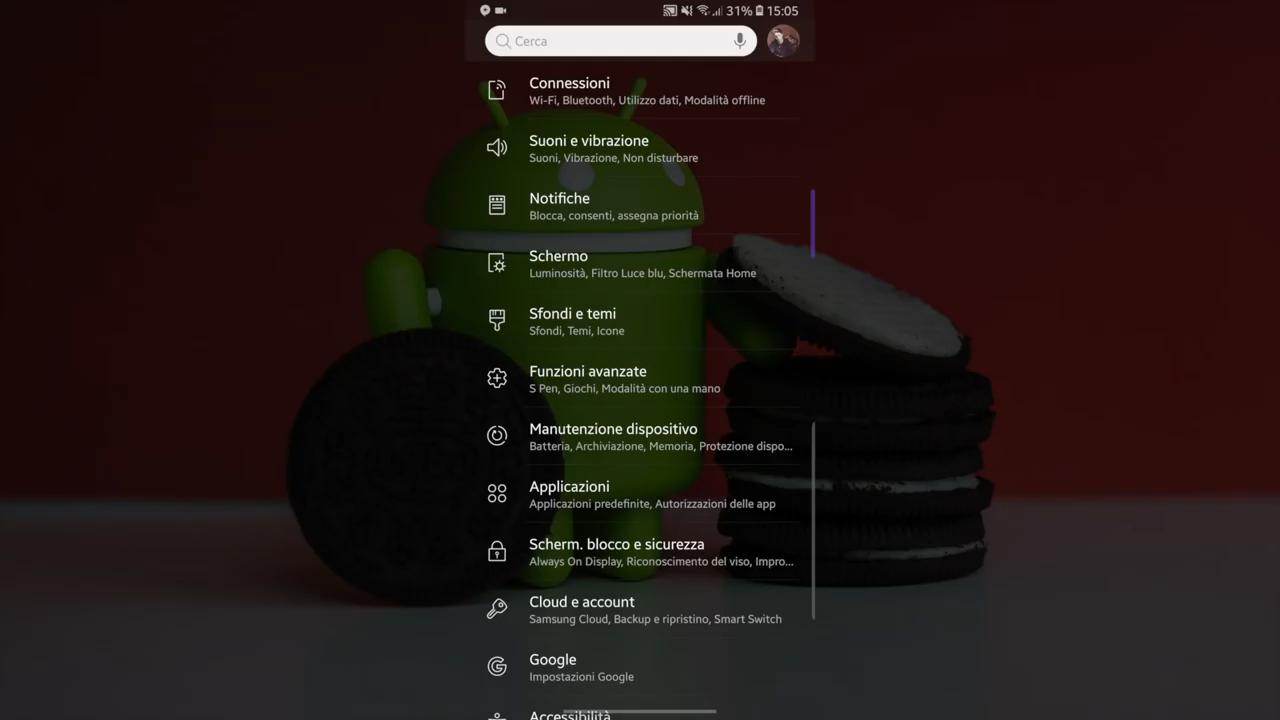 31% 15:05
Cerca
Connessioni
Wi-Fi, Bluetooth, Utilizzo dati, Modalità offline
Suoni e vibrazione
Suoni, Vibrazione, Non disturbare
Notifiche
Blocca, consenti, assegna priorità
Schermo
Luminosità, Filtro Luce blu, Schermata Home
Sfondi e temi
Sfondi, Temi, Icone
Funzioni avanzate
S Pen, Giochi, Modalità con una mano
Manutenzione dispositivo
Batteria, Archiviazione, Memoria, Protezione dispo...
Applicazioni
Applicazioni predefinite, Autorizzazioni delle app
Scherm. blocco e sicurezza
Always On Display, Riconoscimento del viso, Impro...
Cloud e account
Samsung Cloud, Backup e ripristino, Smart Switch
Google
Impostazioni Google
Accessibilità